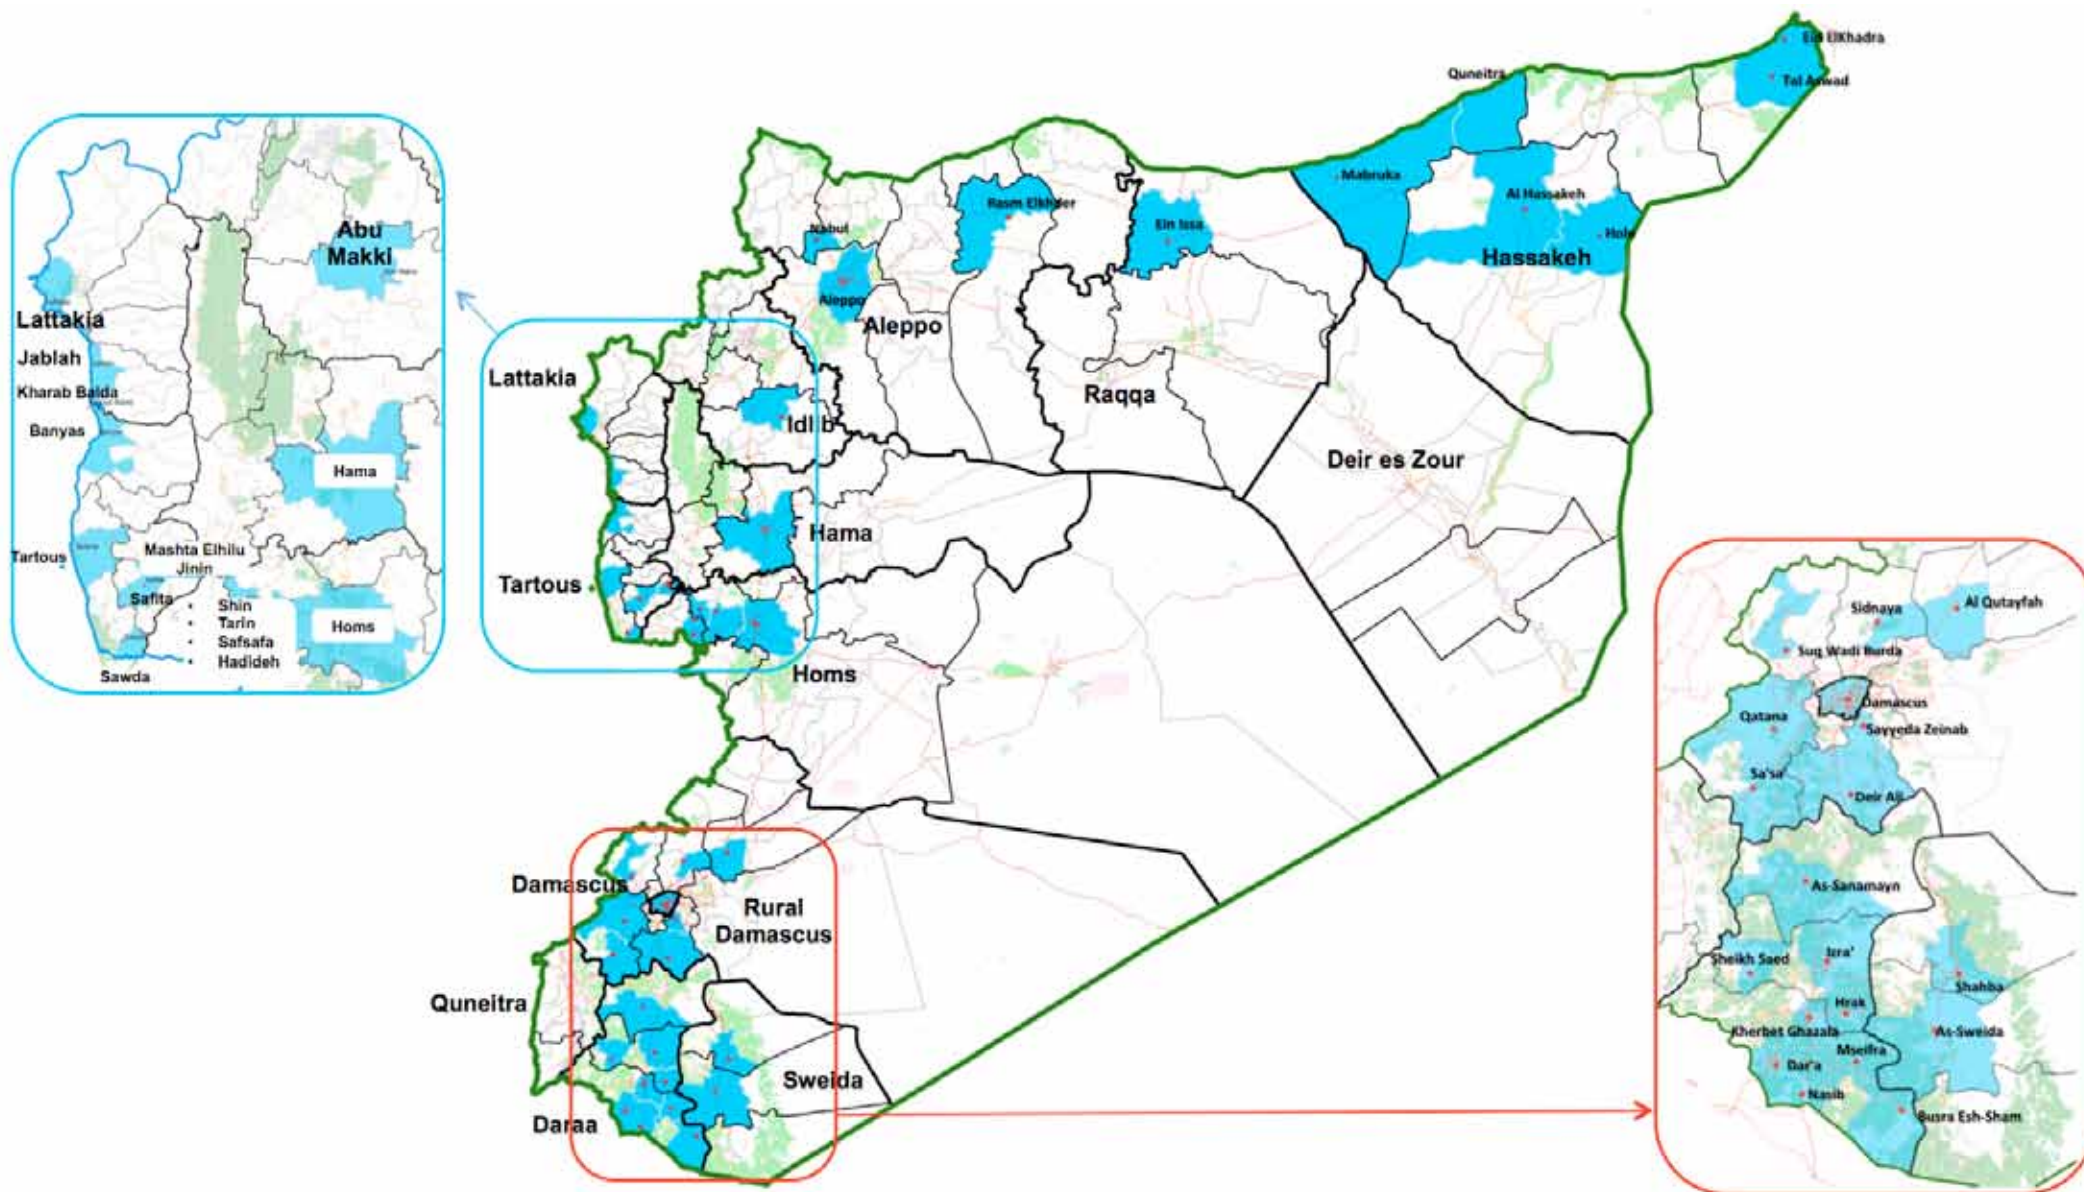 Eid ElKhadra
Tal Aswad
Quneitra
Mabruka
Al Hassakeh
Hole
Hassakeh
Rasm Elkhder
Ein Issa
Nabul
Aleppo
Aleppo
Raqqa
Deir es Zour
Lattakia
Idlib
Hama
Tartous
Homs
Damascus
Rural
Damascus
Quneitra
Sweida
Daraa
Abu
Makki
Lattakia
Jablah
Kharab Balda
Banyas
Hama
Tartous
Mashta Elhilu
Jinin
Safita
• Shin
• Tarin
• Safsafa
• Hadideh
Homs
Sawda
Sidnaya
Al Qutayfah
Suq Wadi Burda
Damascus
Qatana
Sayyeda Zeinab
Sa'sa'
Deir Ali
As-Sanamayn
Izra'
Sheikh Saed
Shahba
Hrak
Kherbet Ghazala
As-Sweida
Mseifra
Dar'a
Nasib
Busra Esh-Sham